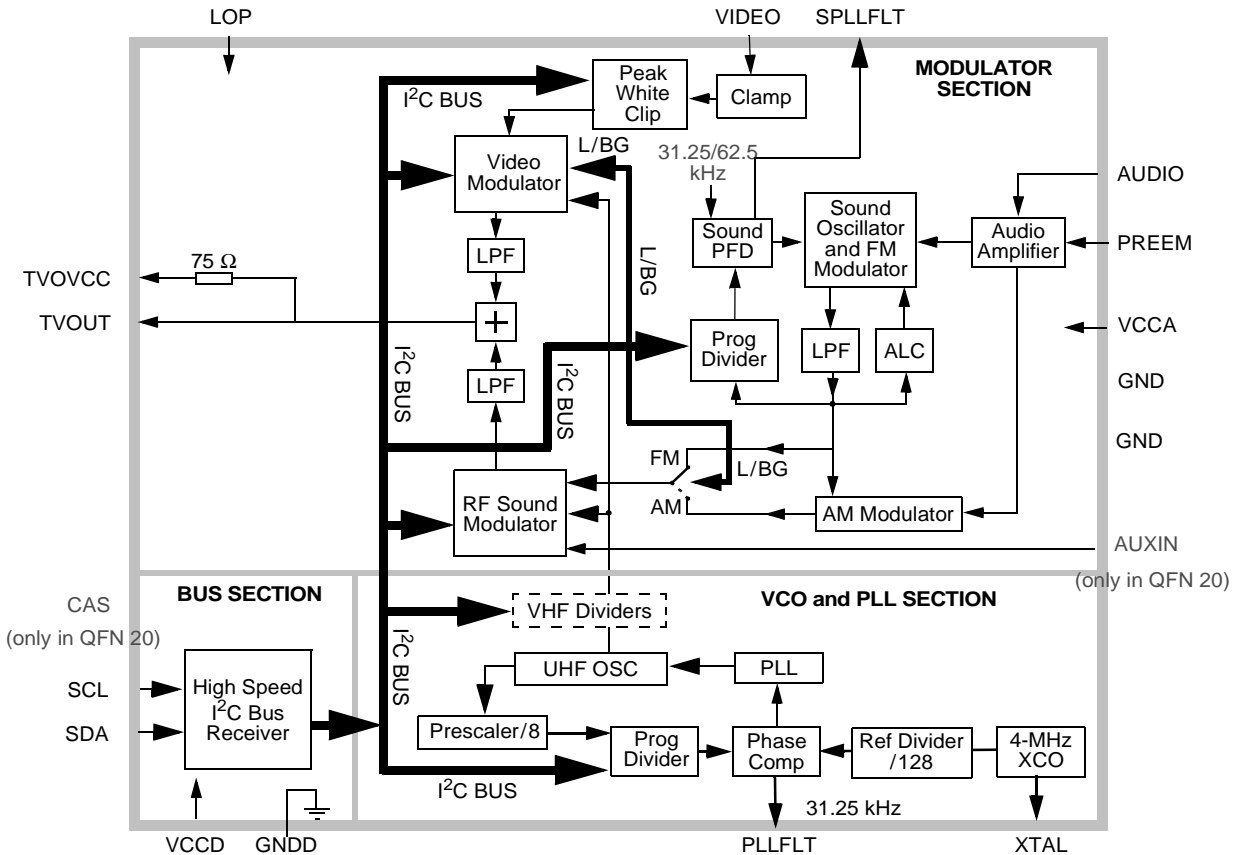 LOP
VIDEO
SPLLFLT
MODULATOR
SECTION
I²C BUS
Peak
White
Clip
Clamp
L/BG
Video
Modulator
31.25/62.5
kHz
AUDIO
Sound
PFD
Sound
Oscillator
and FM
Modulator
Audio
Amplifier
PREEM
LPF
L/BG
TVOVCC
75 Ω
TVOUT
+
I²C BUS
I²C BUS
Prog
Divider
LPF
ALC
VCCA
LPF
GND
GND
FM
L/BG
AM
RF Sound
Modulator
AM Modulator
AUXIN
(only in QFN 20)
BUS SECTION
VCO and PLL SECTION
CAS
(only in QFN 20)
VHF Dividers
I²C BUS
UHF OSC
PLL
SCL
SDA
High Speed
I²C Bus
Receiver
Prescaler/8
Prog
Divider
Phase
Comp
Ref Divider
/128
4-MHz
XCO
I²C BUS
31.25 kHz
VCCD
GNDD
PLLFLT
XTAL